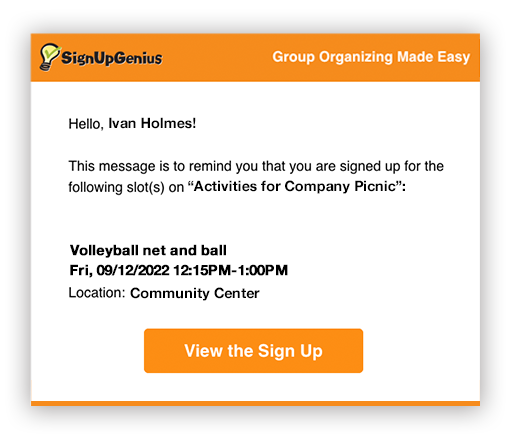 SignUpGenius
Group Organizing Made Easy
Hello, Ivan Holmes!
This message is to remind you that you are signed up for the
following slot(s) on “Activities for Company Picnic”:
Volleyball net and ball
Fri, 09/12/2022 12:15PM-1:00PM
Location: Community Center
View the Sign Up